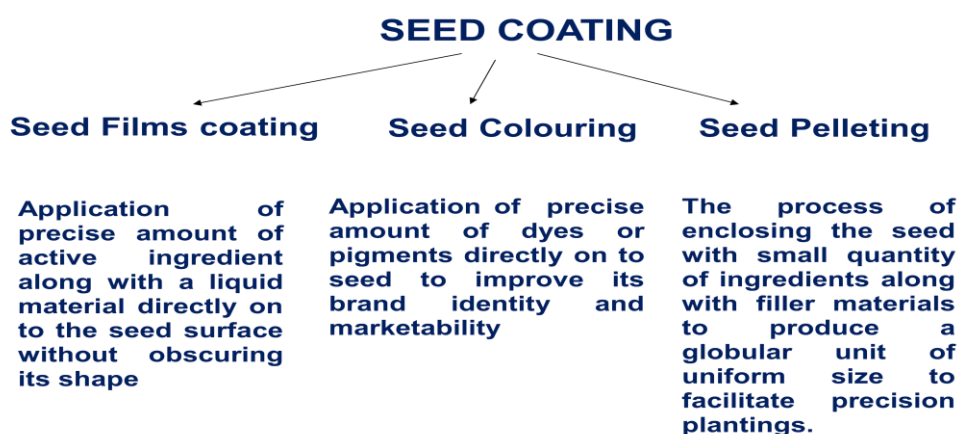 SEED COATING
Seed Films coating
Seed Colouring
Seed Pelleting
Application of
precise amount of
active ingredient
along with a liquid
material directly on
to the seed surface
without obscuring
its shape
Application of precise
amount of dyes or
pigments directly on to
seed to improve its
brand identity and
marketability
The process of
enclosing the seed
with small quantity
of ingredients along
with filler materials
to produce a
globular unit of
uniform size to
facilitate precision
plantings.